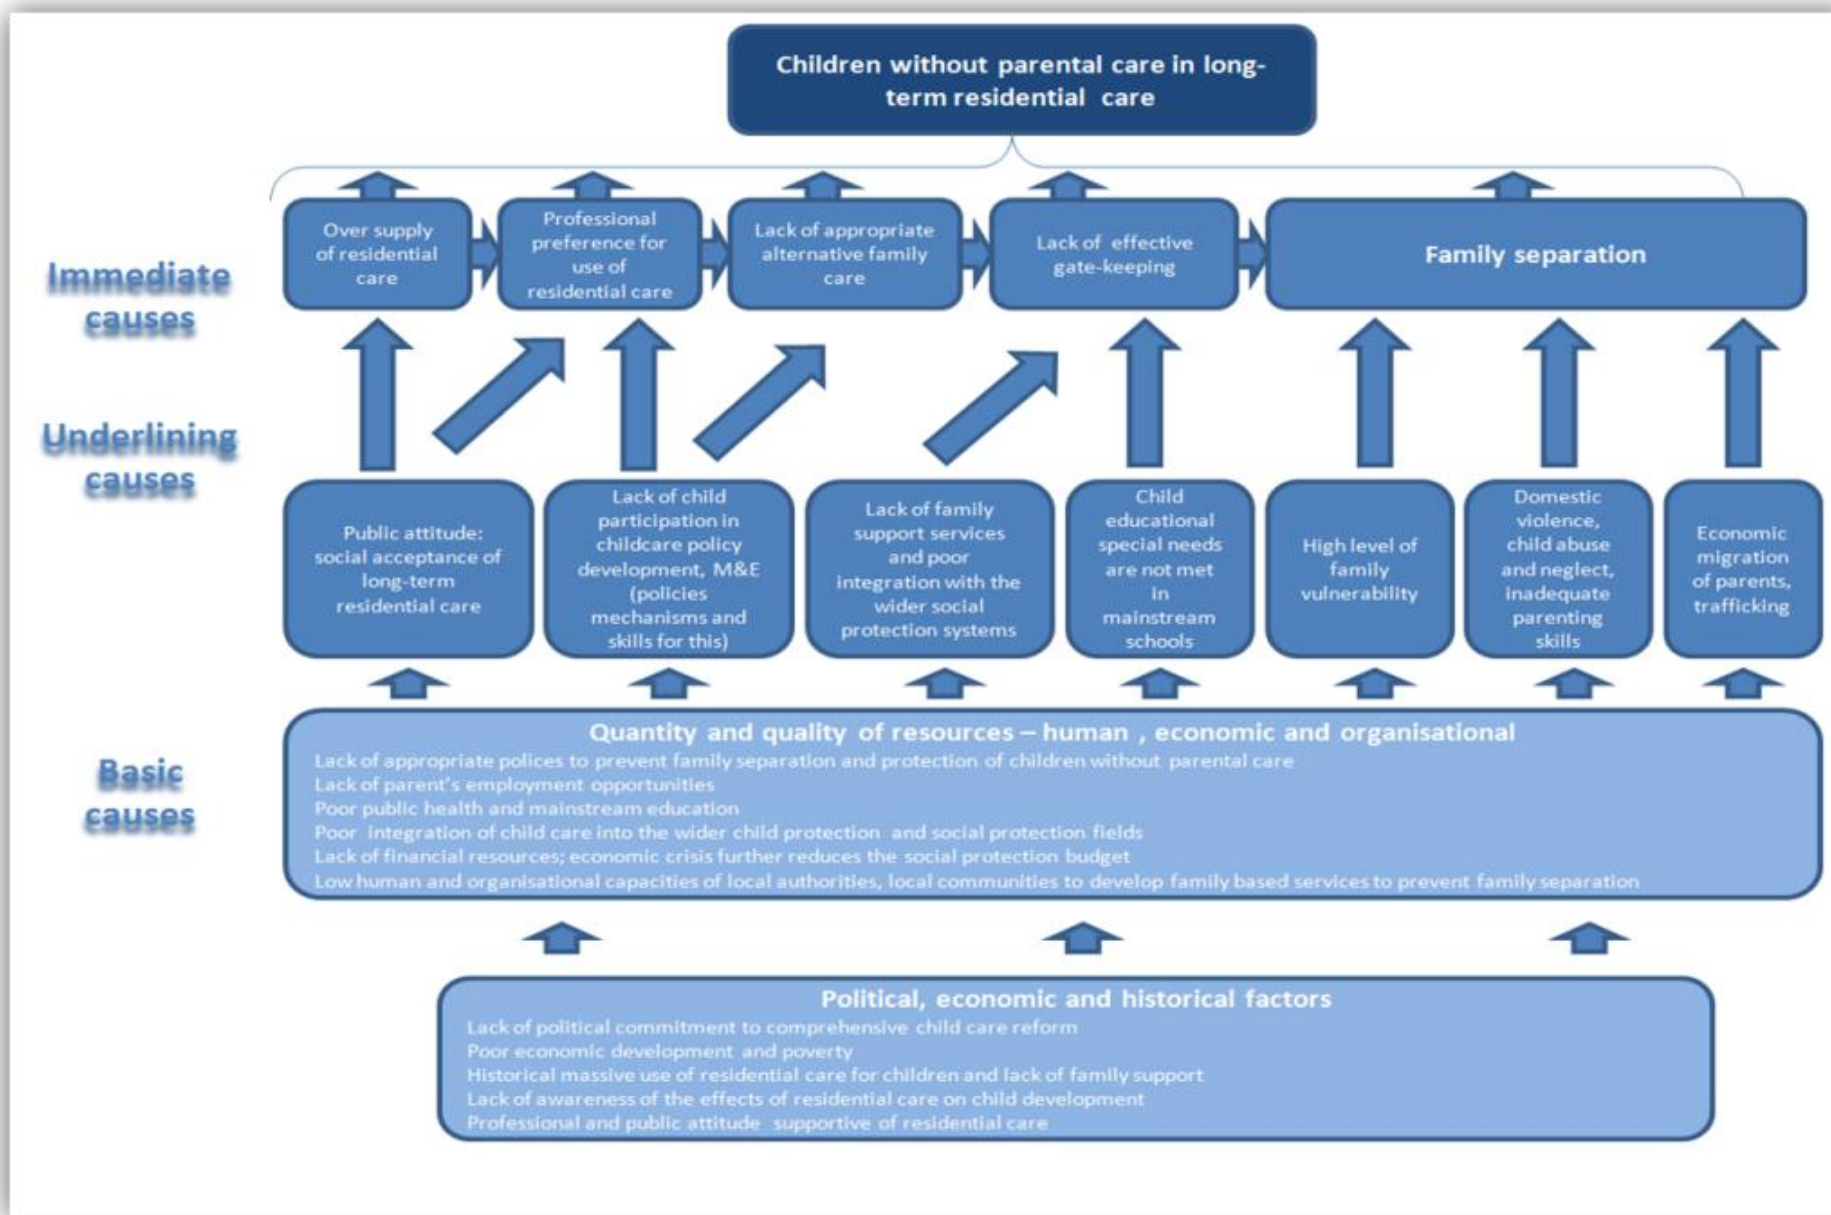 Children without parental care in long-
term residential care
Immediate
causes
Over supply
of residential
care
Professional
preference for
use of
residential care
Lack of appropriate
alternative family
care
Lack of effective
gate-keeping
Family separation
Underlining
causes
Public attitude:
social acceptance of
long-term
residential care
Lack of child
participation in
childcare policy
development, M&E
(policies
mechanisms and
skills for this)
Lack of family
support services
and poor
integration with the
wider social
protection systems
Child
educational
special needs
are not met
in
mainstream
schools
High level of
family
vulnerability
Domestic
violence,
child abuse
and neglect,
inadequate
parenting
skills
Economic
migration
of parents,
trafficking
Basic
causes
Quantity and quality of resources – human , economic and organisational
Lack of appropriate polices to prevent family separation and protection of children without parental care
Lack of parent's employment opportunities
Poor public health and mainstream education
Poor integration of child care into the wider child protection and social protection fields
Lack of financial resources; economic crisis further reduces the social protection budget
Low human and organisational capacities of local authorities, local communities to develop family based services to prevent family separation
Political, economic and historical factors
Lack of political commitment to comprehensive child care reform
Poor economic development and poverty
Historical massive use of residential care for children and lack of family support
Lack of awareness of the effects of residential care on child development
Professional and public attitude supportive of residential care